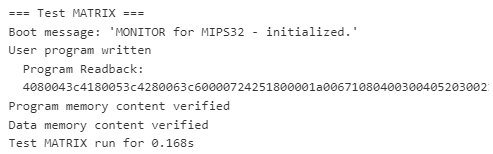 === Test MATRIX ===
Boot message: 'MONITOR for MIPS32 - initialized.'
User program written
Program Readback:
4080043c4180053c4280063c60000724251800001a00671080400300405203002
Program memory content verified
Data memory content verified
Test MATRIX run for 0.168s